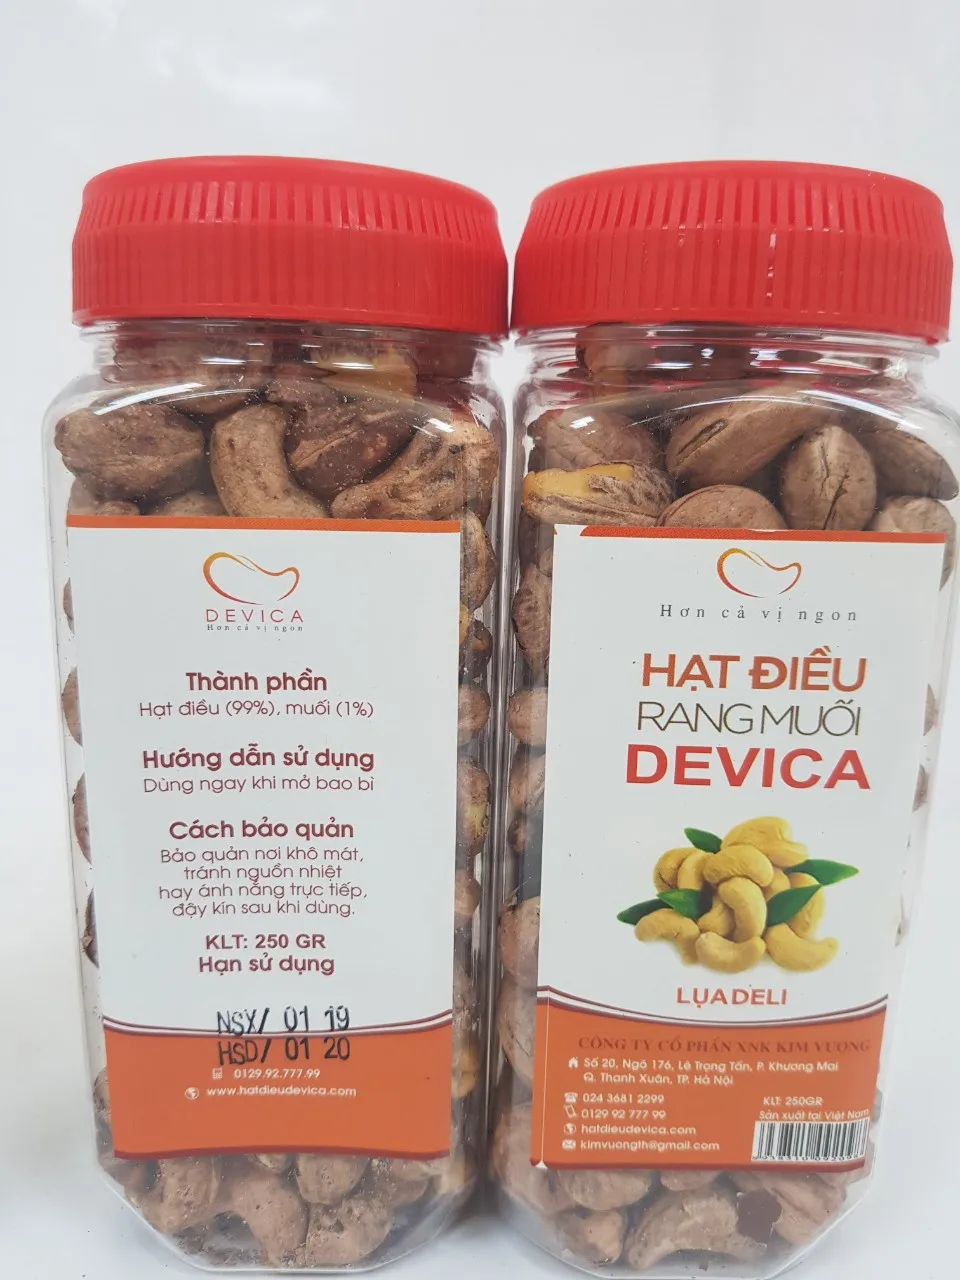 DEVICA
Hơn cả vị ngon
Thành phần
Hạt điều (99%), muối (1%)
Hướng dẫn sử dụng
Dùng ngay khi mở bao bì
Cách bảo quản
Bảo quản nơi khô mát,
tránh nguồn nhiệt
hay ánh nắng trực tiếp,
đậy kín sau khi dùng.
KLT: 250 GR
Hạn sử dụng
NSX/ 01 19
HSD/ 01 20
0129.92.777.99
www.hatdieudevica.com
Hơn cả vị ngon
HẠT ĐIỀU
RANG MUỐI
DEVICA
LỤADELI
CÔNG TY CỔ PHẦN XNK KIM VƯỢNG
Số 20, Ngõ 176, Lê Trọng Tấn, P. Khương Mai
Q. Thanh Xuân, TP. Hà Nội
024 3681 2299
0129 92 777 99
hatdieudevica.com
kimvuongth@gmail.com
KLT: 250GR
Sản xuất tại Việt Nam